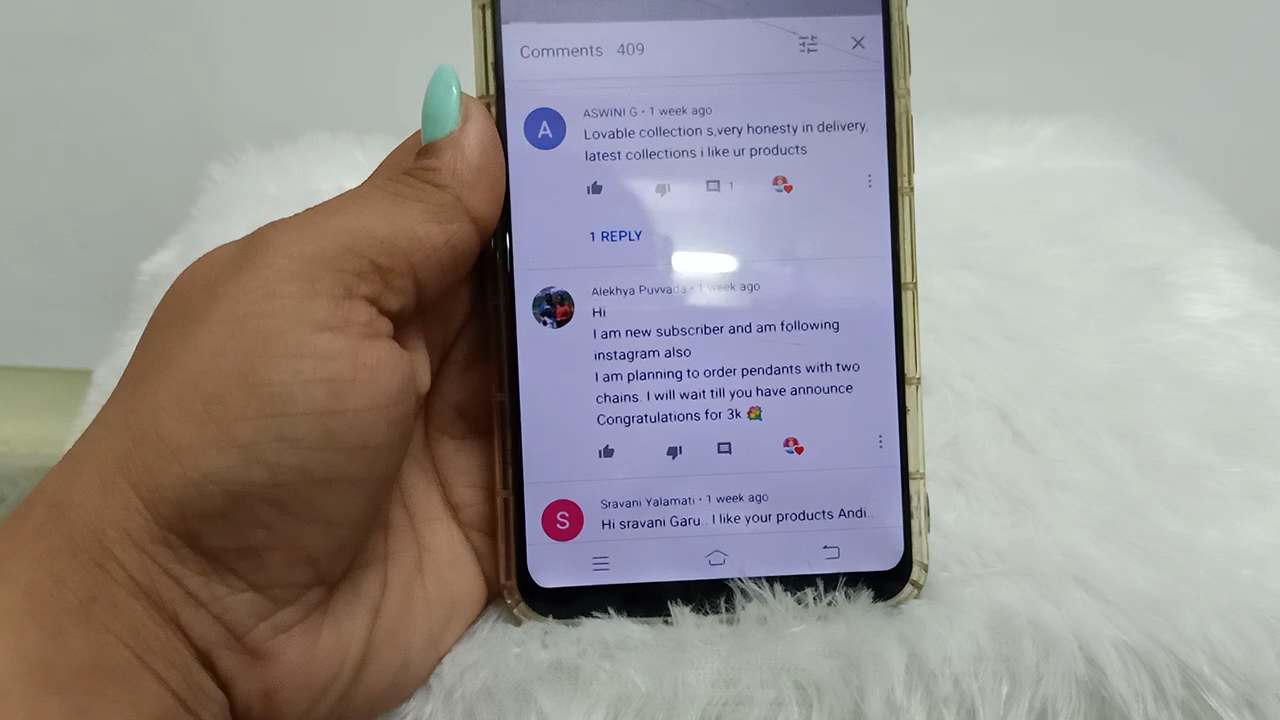 Comments 409
ASWINI G • 1 week ago
A
Lovable collection s,very honesty in delivery,
latest collections i like ur products
1
1 REPLY
Alekhya Puvvada • 1 week ago
Hi
I am new subscriber and am following
instagram also
I am planning to order pendants with two
chains. I will wait till you have announce
Congratulations for 3k 💐
Sravani Yalamati • 1 week ago
S
Hi sravani Garu.. I like your products Andi..